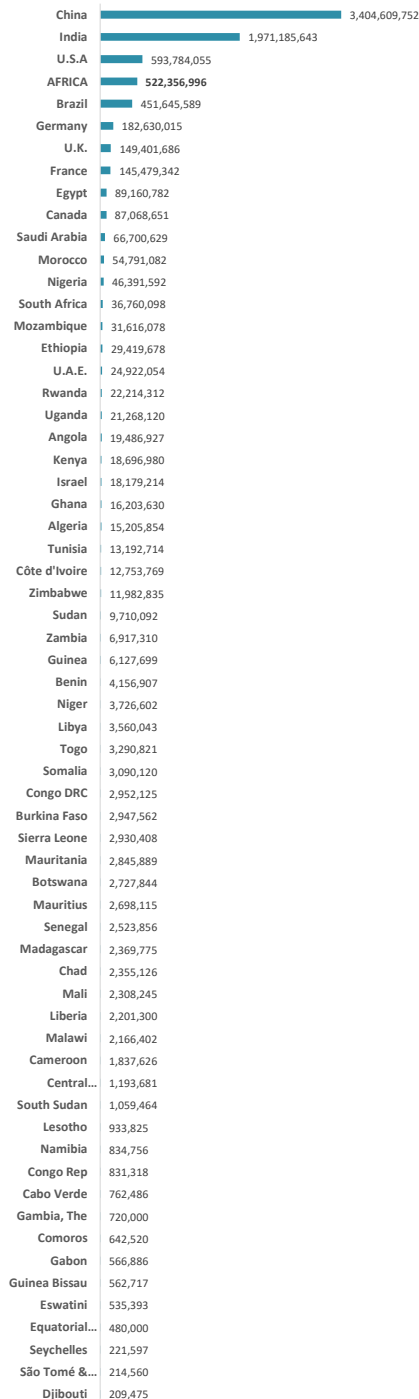 China 3,404,609,752
India 1,971,185,643
U.S.A 593,784,055
AFRICA 522,356,996
Brazil 451,645,589
Germany 182,630,015
U.K. 149,401,686
France 145,479,342
Egypt 89,160,782
Canada 87,068,651
Saudi Arabia 66,700,629
Morocco 54,791,082
Nigeria 46,391,592
South Africa 36,760,098
Mozambique 31,616,078
Ethiopia 29,419,678
U.A.E. 24,922,054
Rwanda 22,214,312
Uganda 21,268,120
Angola 19,486,927
Kenya 18,696,980
Israel 18,179,214
Ghana 16,203,630
Algeria 15,205,854
Tunisia 13,192,714
Côte d'Ivoire 12,753,769
Zimbabwe 11,982,835
Sudan 9,710,092
Zambia 6,917,310
Guinea 6,127,699
Benin 4,156,907
Niger 3,726,602
Libya 3,560,043
Togo 3,290,821
Somalia 3,090,120
Congo DRC 2,952,125
Burkina Faso 2,947,562
Sierra Leone 2,930,408
Mauritania 2,845,889
Botswana 2,727,844
Mauritius 2,698,115
Senegal 2,523,856
Madagascar 2,369,775
Chad 2,355,126
Mali 2,308,245
Liberia 2,201,300
Malawi 2,166,402
Cameroon 1,837,626
Central... 1,193,681
South Sudan 1,059,464
Lesotho 933,825
Namibia 834,756
Congo Rep 831,318
Cabo Verde 762,486
Gambia, The 720,000
Comoros 642,520
Gabon 566,886
Guinea Bissau 562,717
Eswatini 535,393
Equatorial... 480,000
Seychelles 221,597
São Tomé &... 214,560
Djibouti 209,475